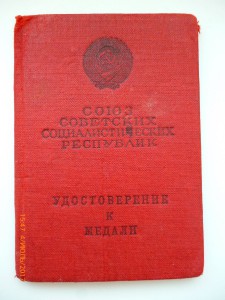 СОЮЗ
СОВЕТСКИХ
СОЦИАЛИСТИЧЕСКИХ
РЕСПУБЛИК
УДОСТОВЕРЕНИЕ
К
МЕДАЛИ